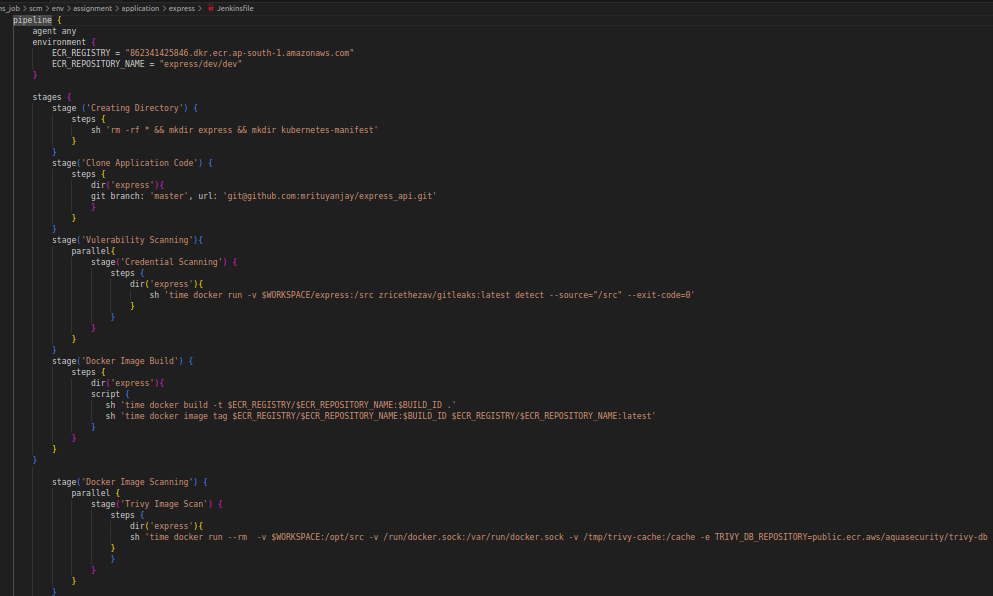 ns_job > scm > env > assignment > application > express > Jenkinsfile
pipeline {
    agent any
    environment {
        ECR_REGISTRY = "862341425846.dkr.ecr.ap-south-1.amazonaws.com"
        ECR_REPOSITORY_NAME = "express/dev/dev"
    }
    stages {
        stage ('Creating Directory') {
            steps {
                sh 'rm -rf * && mkdir express && mkdir kubernetes-manifest'
            }
        }
        stage('Clone Application Code') {
            steps {
                dir('express'){
                git branch: 'master', url: 'git@github.com:mrituyanjay/express_api.git'
                }
            }
        }
        stage('Vulerability Scanning'){
            parallel{
                stage('Credential Scanning') {
                    steps {
                        dir('express'){
                            sh 'time docker run -v $WORKSPACE/express:/src zricethezav/gitleaks:latest detect --source="/src" --exit-code=0'
                        }
                    }
                }
            }
        }
        stage('Docker Image Build') {
            steps {
                dir('express'){
                script {
                   sh 'time docker build -t $ECR_REGISTRY/$ECR_REPOSITORY_NAME:$BUILD_ID .'
                   sh 'time docker image tag $ECR_REGISTRY/$ECR_REPOSITORY_NAME:$BUILD_ID $ECR_REGISTRY/$ECR_REPOSITORY_NAME:latest'
                }
            }
        }
    }
        stage('Docker Image Scanning') {
            parallel {
                stage('Trivy Image Scan') {
                    steps {
                        dir('express'){
                        sh 'time docker run --rm  -v $WORKSPACE:/opt/src -v /run/docker.sock:/var/run/docker.sock -v /tmp/trivy-cache:/cache -e TRIVY_DB_REPOSITORY=public.ecr.aws/aquasecurity/trivy-db
                    }
                    }
                }
            }
        }